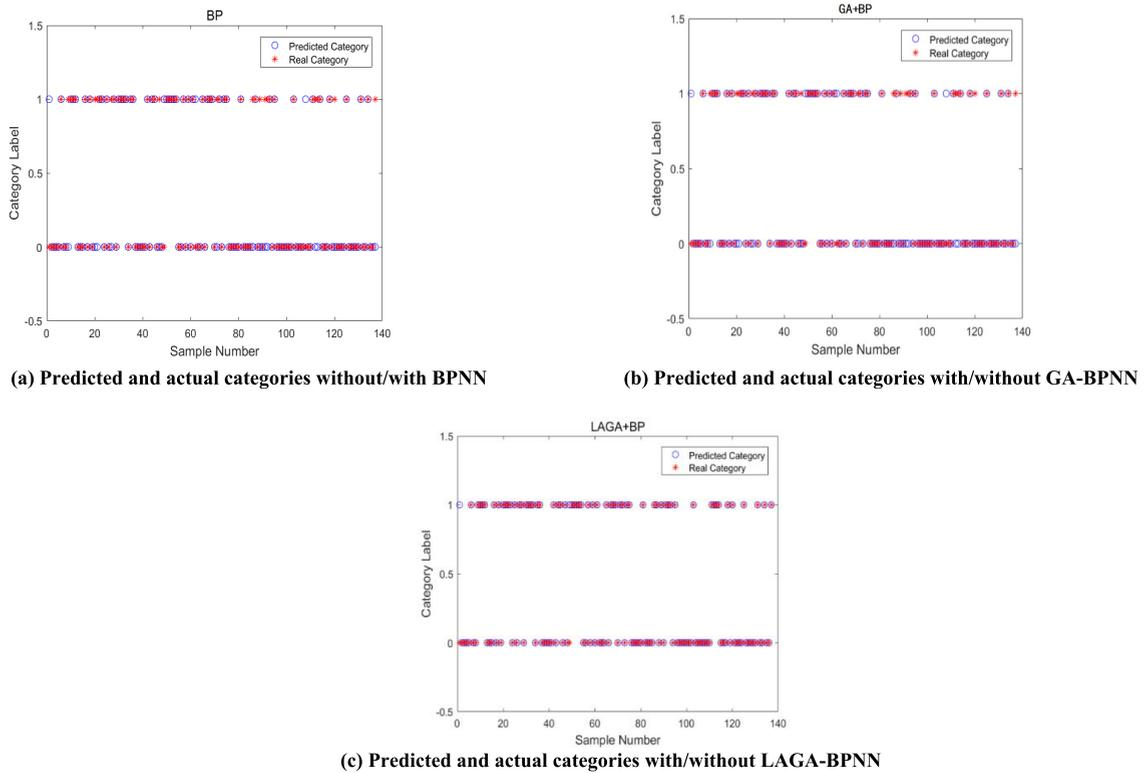 BP
1.5
1
0.5
0
-0.5
Category Label
Predicted Category
Real Category
0 20 40 60 80 100 120 140
Sample Number
(a) Predicted and actual categories without/with BPNN
GA+BP
1.5
1
0.5
0
-0.5
Category Label
Predicted Category
Real Category
0 20 40 60 80 100 120 140
Sample Number
(b) Predicted and actual categories with/without GA-BPNN
LAGA+BP
1.5
1
0.5
0
-0.5
Category Label
Predicted Category
Real Category
0 20 40 60 80 100 120 140
Sample Number
(c) Predicted and actual categories with/without LAGA-BPNN